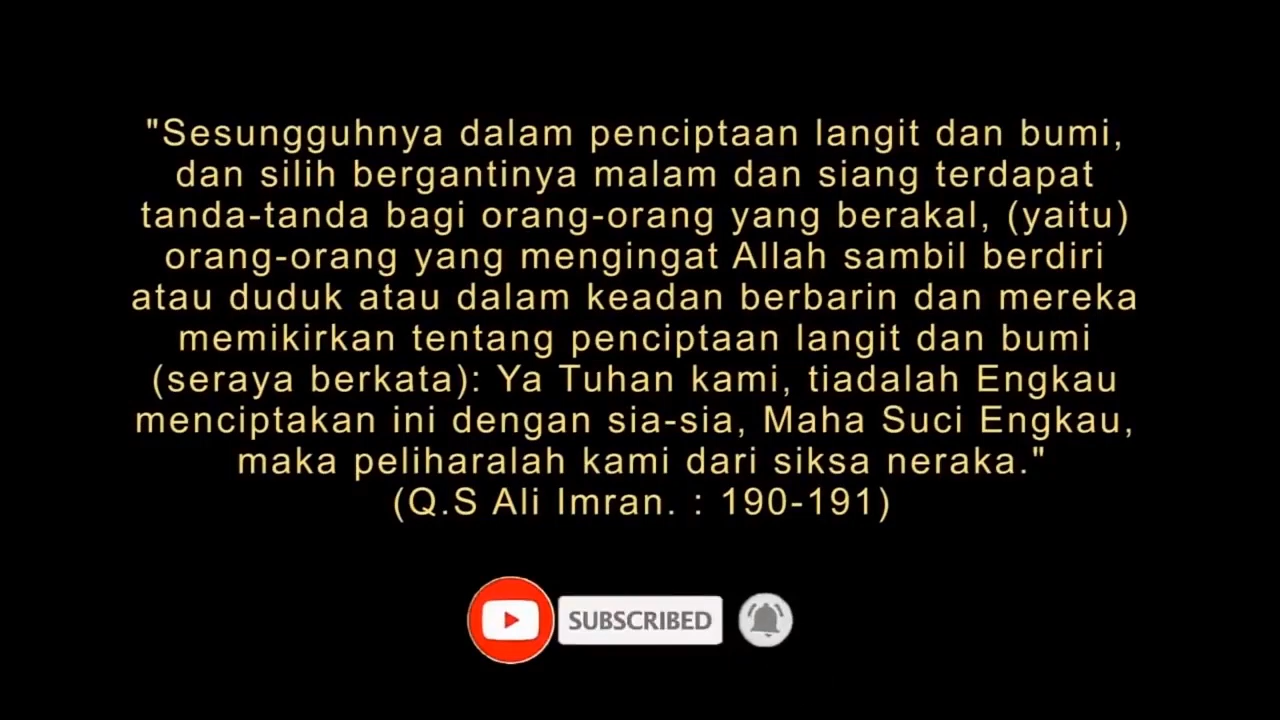 "Sesungguhnya dalam penciptaan langit dan bumi,
dan silih bergantinya malam dan siang terdapat
tanda-tanda bagi orang-orang yang berakal, (yaitu)
orang-orang yang mengingat Allah sambil berdiri
atau duduk atau dalam keadan berbarin dan mereka
memikirkan tentang penciptaan langit dan bumi
(seraya berkata): Ya Tuhan kami, tiadalah Engkau
menciptakan ini dengan sia-sia, Maha Suci Engkau,
maka peliharalah kami dari siksa neraka."
(Q.S Ali Imran. : 190-191)
SUBSCRIBED